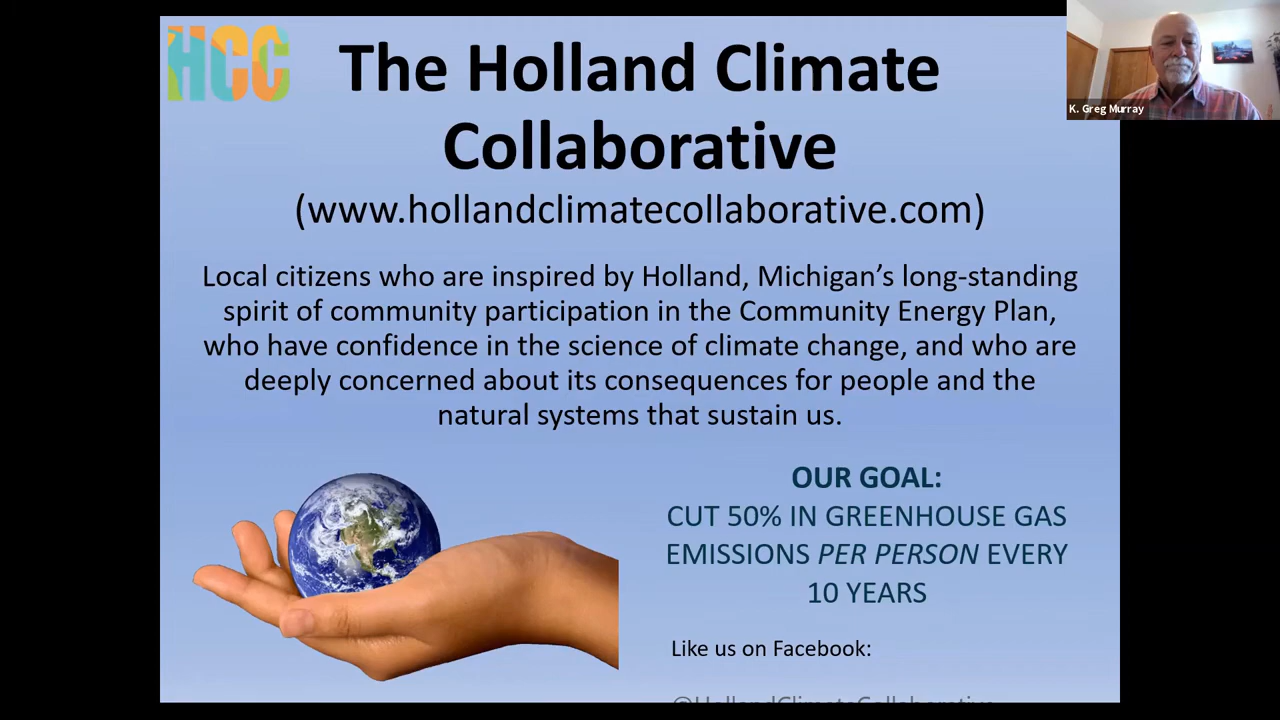 HCC
The Holland Climate
Collaborative
(www.hollandclimatecollaborative.com)
Local citizens who are inspired by Holland, Michigan’s long-standing
spirit of community participation in the Community Energy Plan,
who have confidence in the science of climate change, and who are
deeply concerned about its consequences for people and the
natural systems that sustain us.
OUR GOAL:
CUT 50% IN GREENHOUSE GAS
EMISSIONS PER PERSON EVERY
10 YEARS
Like us on Facebook:
@HollandClimateCollaborative
K. Greg Murray